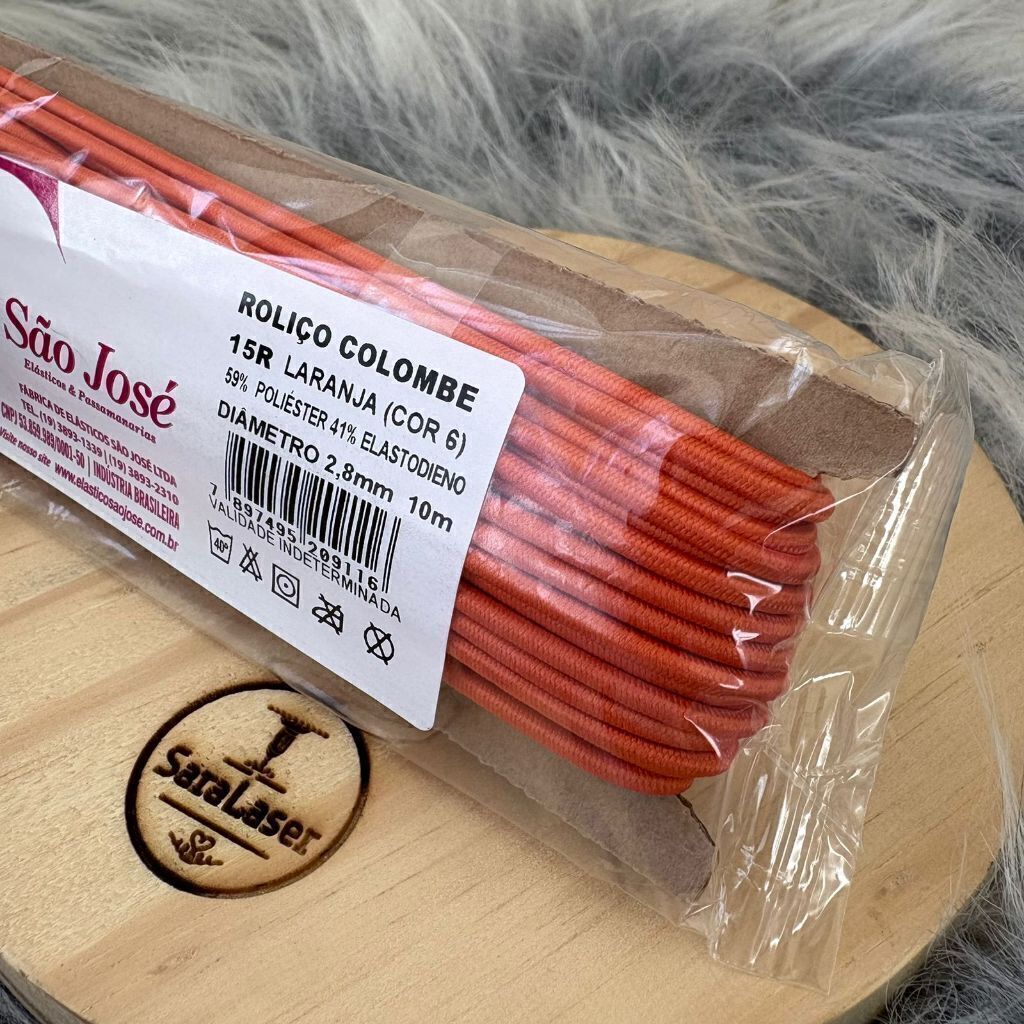 São José
Elásticos & Passamanarias
FÁBRICA DE ELÁSTICOS SÃO JOSÉ LTDA
TEL. (19) 3893-1339 | (19) 3893-2310
CNPJ 53.859.989/0001-50 | INDÚSTRIA BRASILEIRA
Visite nosso site www.elasticosaojose.com.br
ROLIÇO COLOMBE
15R LARANJA (COR 6)
59% POLIÉSTER 41% ELASTODIENO
DIÂMETRO 2,8mm 10m
7 897495 209116
VALIDADE INDETERMINADA
40°
SaraLaser